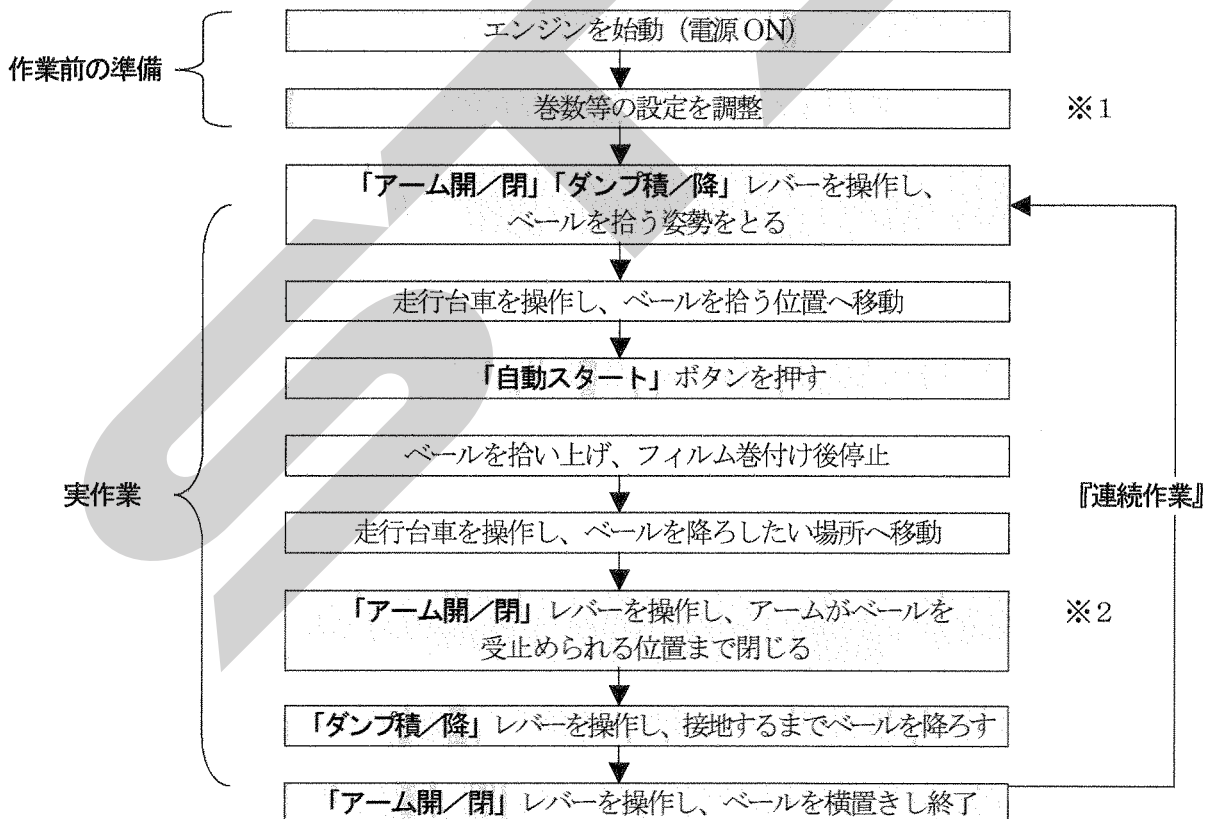 エンジンを始動（電源ON）
作業前の準備
巻数等の設定を調整
※1
「アーム開／閉」「ダンプ積／降」レバーを操作し、
ベールを拾う姿勢をとる
走行台車を操作し、ベールを拾う位置へ移動
「自動スタート」ボタンを押す
ベールを拾い上げ、フィルム巻付け後停止
実作業
『連続作業』
走行台車を操作し、ベールを降ろしたい場所へ移動
「アーム開／閉」レバーを操作し、アームがベールを
受止められる位置まで閉じる
※2
「ダンプ積／降」レバーを操作し、接地するまでベールを降ろす
「アーム開／閉」レバーを操作し、ベールを横置きし終了